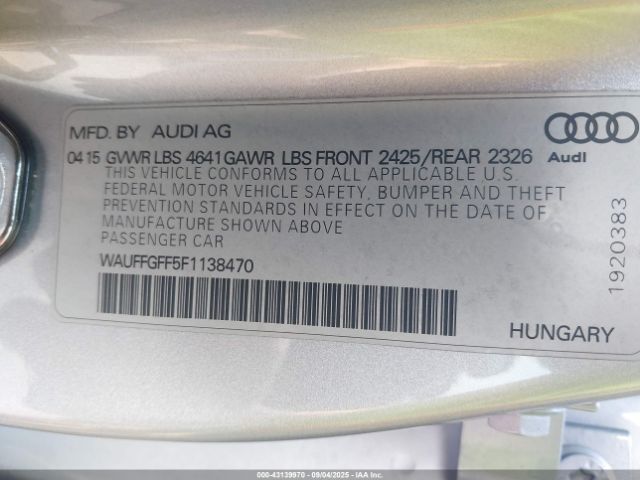 MFD. BY AUDI AG
Audi
04 15 GVWR LBS 4641 GAWR LBS FRONT 2425/REAR 2326
THIS VEHICLE CONFORMS TO ALL APPLICABLE U.S.
FEDERAL MOTOR VEHICLE SAFETY, BUMPER AND THEFT
PREVENTION STANDARDS IN EFFECT ON THE DATE OF
MANUFACTURE SHOWN ABOVE
PASSENGER CAR
WAUFFGFF5F1138470
HUNGARY
1920383
000-43139970 | 09/04/2025 | IAA Inc.